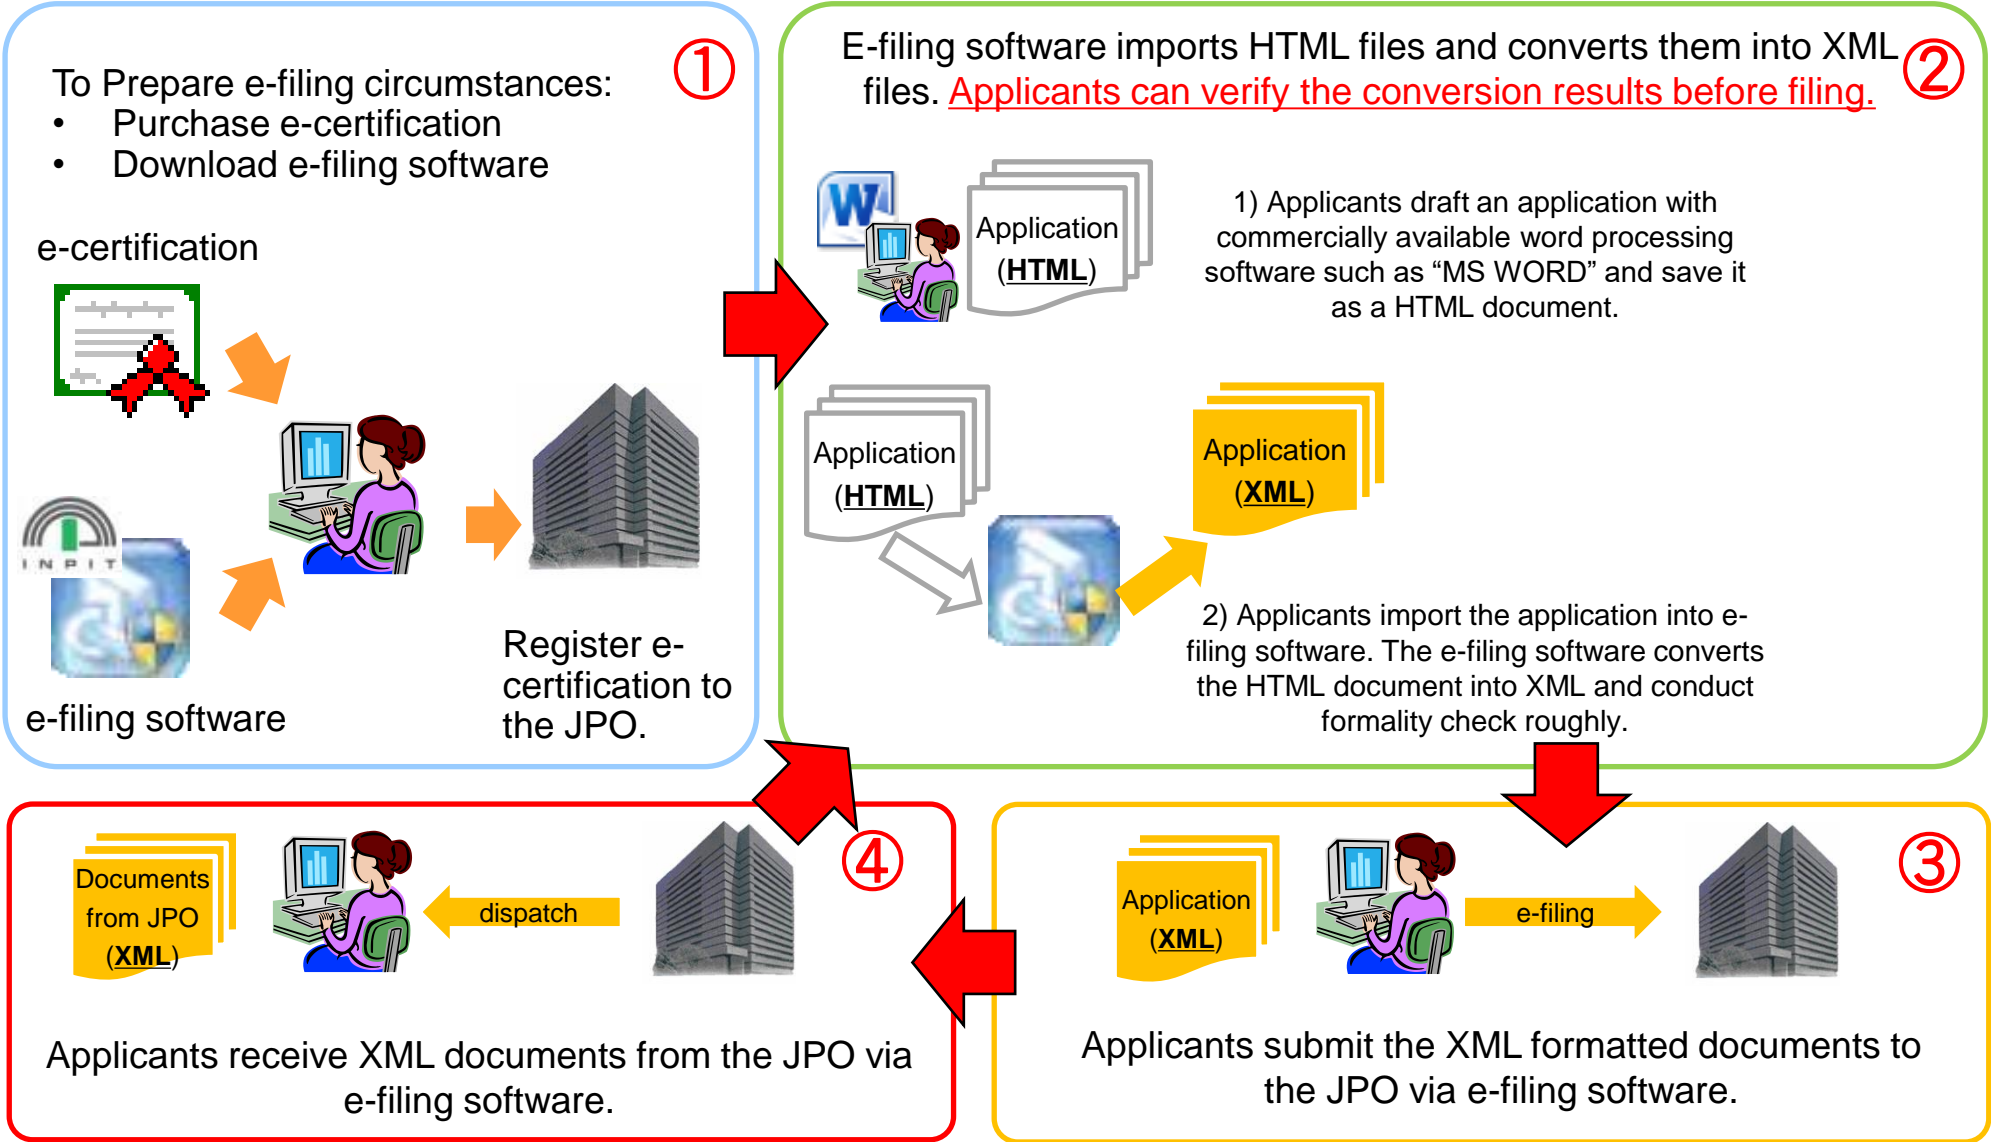 ①
To Prepare e-filing circumstances:
• Purchase e-certification
• Download e-filing software
e-certification
INPIT
e-filing software
Register e-
certification to
the JPO.
②
E-filing software imports HTML files and converts them into XML
files. Applicants can verify the conversion results before filing.
W
Application
(HTML)
1) Applicants draft an application with
commercially available word processing
software such as “MS WORD” and save it
as a HTML document.
Application
(HTML)
Application
(XML)
2) Applicants import the application into e-
filing software. The e-filing software converts
the HTML document into XML and conduct
formality check roughly.
③
Application
(XML)
e-filing
Applicants submit the XML formatted documents to
the JPO via e-filing software.
④
Documents
from JPO
(XML)
dispatch
Applicants receive XML documents from the JPO via
e-filing software.